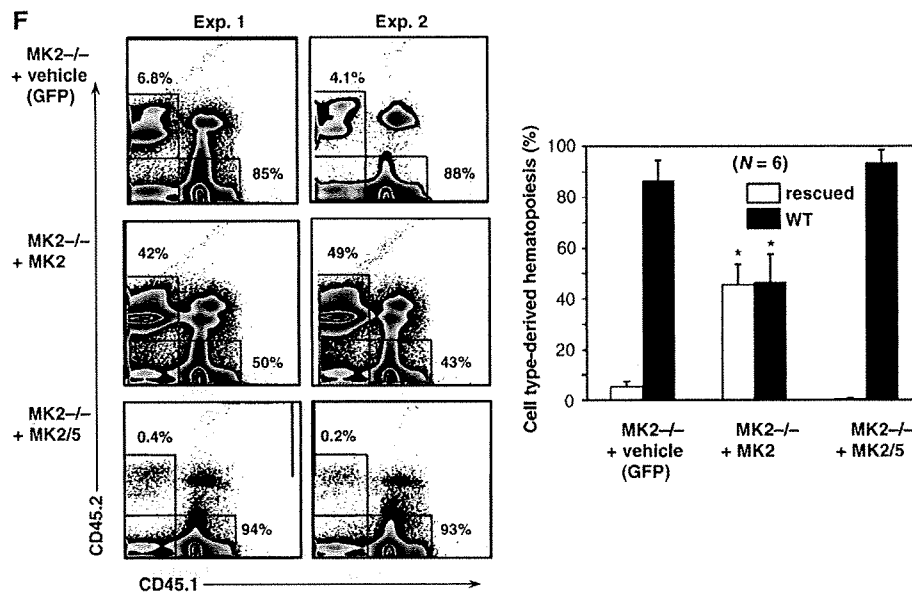 F
Exp. 1
Exp. 2
MK2–/–
+ vehicle
(GFP)
6.8%
85%
4.1%
88%
MK2–/–
+ MK2
42%
50%
49%
43%
MK2–/–
+ MK2/5
0.4%
94%
0.2%
93%
CD45.2
CD45.1
Cell type-derived hematopoiesis (%)
100
80
60
40
20
0
(N = 6)
rescued
WT
*
*
MK2–/–
+ vehicle
(GFP)
MK2–/–
+ MK2
MK2–/–
+ MK2/5